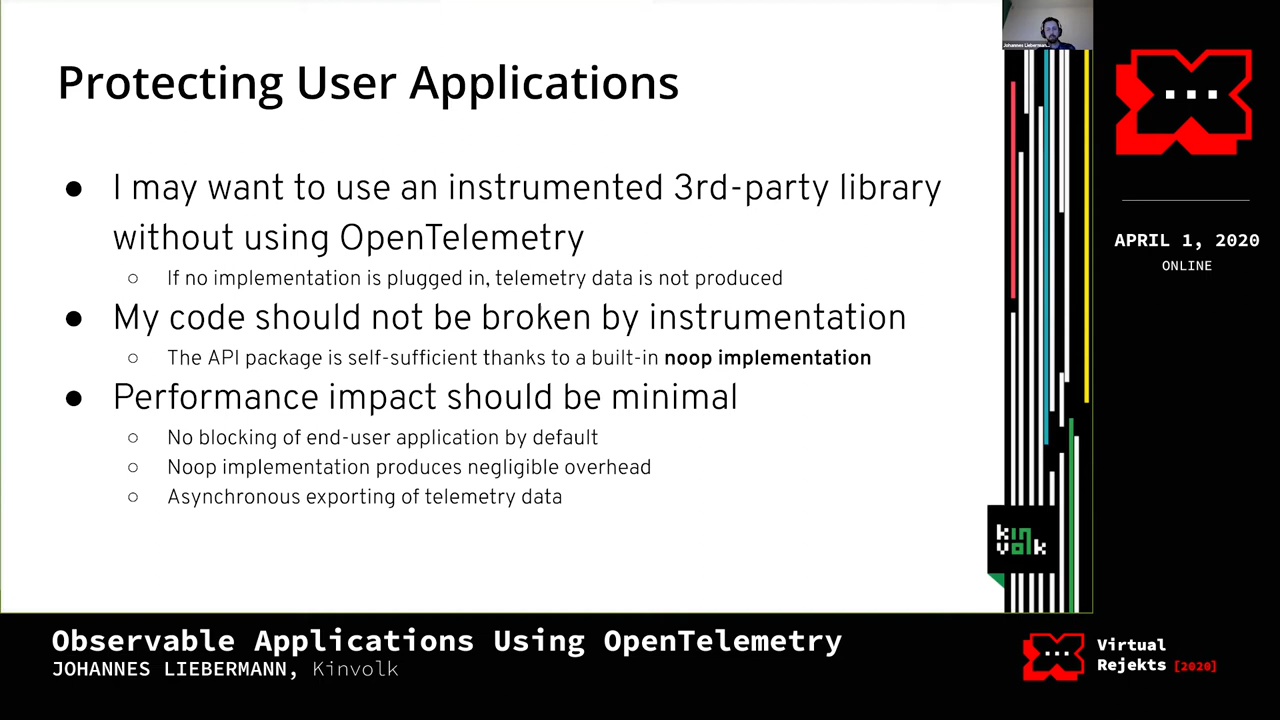 Protecting User Applications
● I may want to use an instrumented 3rd-party library
without using OpenTelemetry
○ If no implementation is plugged in, telemetry data is not produced
● My code should not be broken by instrumentation
○ The API package is self-sufficient thanks to a built-in noop implementation
● Performance impact should be minimal
○ No blocking of end-user application by default
○ Noop implementation produces negligible overhead
○ Asynchronous exporting of telemetry data
Johannes Lieberman...
APRIL 1, 2020
ONLINE
kin
volk
Observable Applications Using OpenTelemetry
JOHANNES LIEBERMANN, Kinvolk
Virtual
Rejekts [2020]